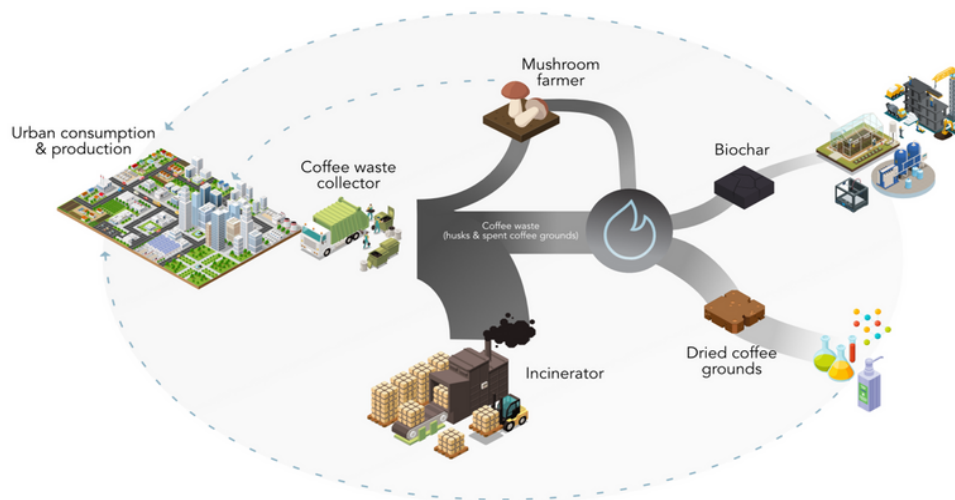 Mushroom
farmer
Urban consumption
& production
Coffee waste
collector
Biochar
Coffee waste
(husks & spent coffee grounds)
Dried coffee
grounds
Incinerator